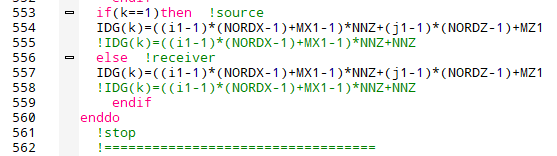 553 if(k==1)then !source
554 IDG(k)=((i1-1)*(NORDX-1)+MX1-1)*NNZ+(j1-1)*(NORDZ-1)+MZ1
555 !IDG(k)=((i1-1)*(NORDX-1)+MX1-1)*NNZ+NNZ
556 else !receiver
557 IDG(k)=((i1-1)*(NORDX-1)+MX1-1)*NNZ+(j1-1)*(NORDZ-1)+MZ1
558 !IDG(k)=((i1-1)*(NORDX-1)+MX1-1)*NNZ+NNZ
559 endif
560 enddo
561 !stop
562 !==================================